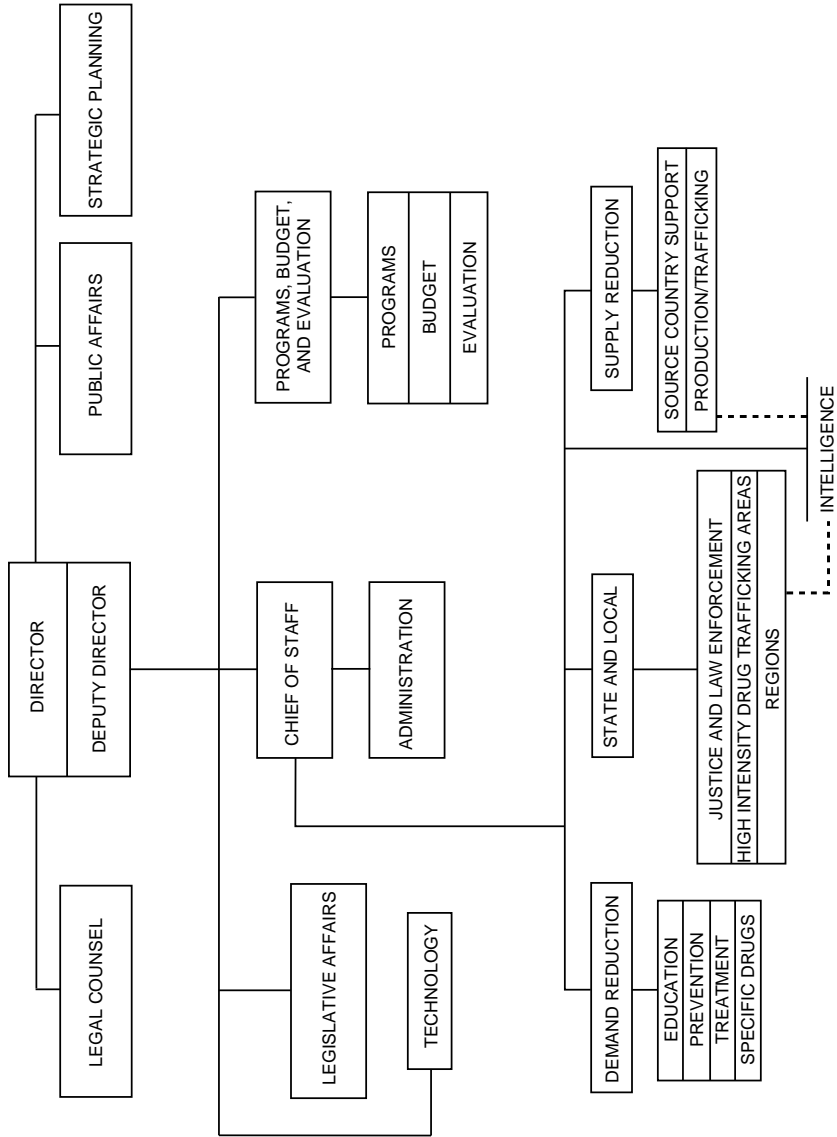 DIRECTOR
DEPUTY DIRECTOR
LEGAL COUNSEL
PUBLIC AFFAIRS
STRATEGIC PLANNING
LEGISLATIVE AFFAIRS
CHIEF OF STAFF
PROGRAMS, BUDGET,
AND EVALUATION
TECHNOLOGY
ADMINISTRATION
PROGRAMS
BUDGET
EVALUATION
DEMAND REDUCTION
STATE AND LOCAL
SUPPLY REDUCTION
EDUCATION
PREVENTION
TREATMENT
SPECIFIC DRUGS
JUSTICE AND LAW ENFORCEMENT
HIGH INTENSITY DRUG TRAFFICKING AREAS
REGIONS
SOURCE COUNTRY SUPPORT
PRODUCTION/TRAFFICKING
INTELLIGENCE